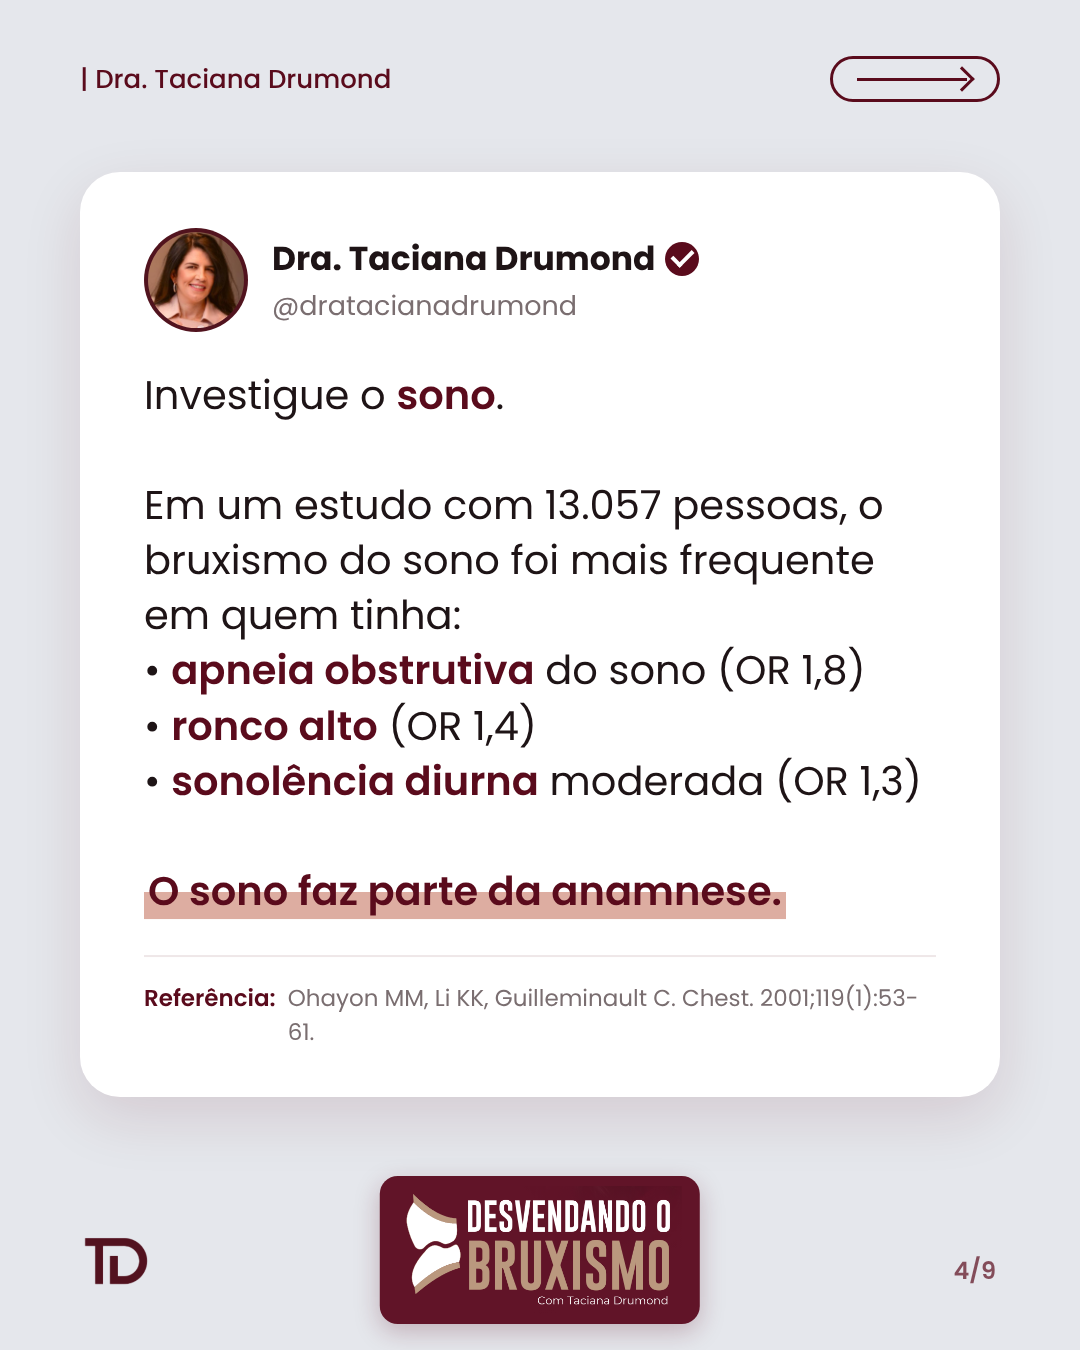 | Dra. Taciana Drumond
Dra. Taciana Drumond
@dratacianadrumond
Investigue o sono.
Em um estudo com 13.057 pessoas, o
bruxismo do sono foi mais frequente
em quem tinha:
• apneia obstrutiva do sono (OR 1,8)
• ronco alto (OR 1,4)
• sonolência diurna moderada (OR 1,3)
O sono faz parte da anamnese.
Referência: Ohayon MM, Li KK, Guilleminault C. Chest. 2001;119(1):53-
61.
TD
DESVENDANDO O
BRUXISMO
Com Taciana Drumond
4/9